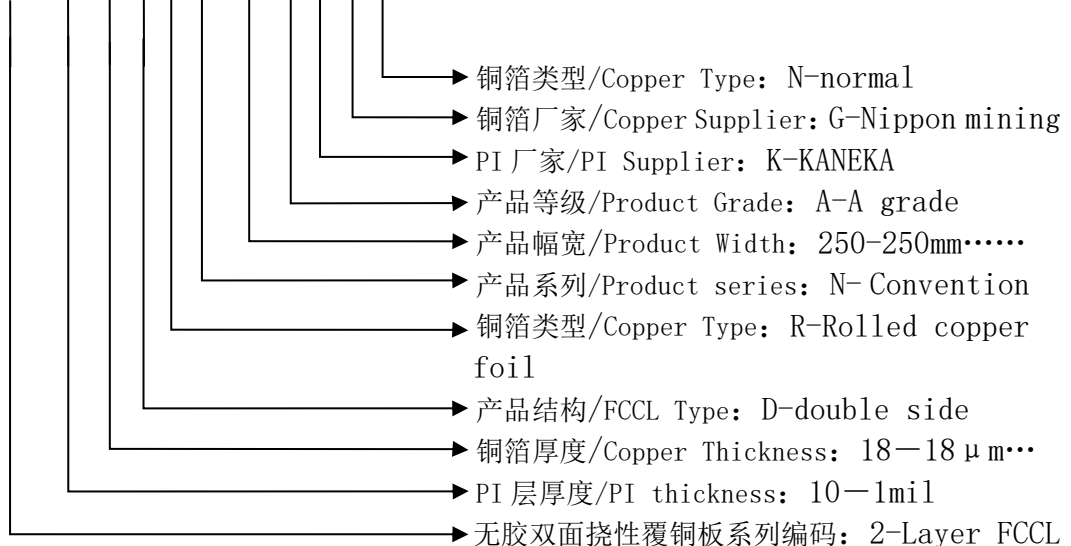 铜箔类型/Copper Type：N-normal
铜箔厂家/Copper Supplier：G-Nippon mining
PI 厂家/PI Supplier：K-KANEKA
产品等级/Product Grade：A-A grade
产品幅宽/Product Width：250-250mm……
产品系列/Product series：N- Convention
铜箔类型/Copper Type：R-Rolled copper
foil
产品结构/FCCL Type：D-double side
铜箔厚度/Copper Thickness：18－18μm…
PI 层厚度/PI thickness：10－1mil
无胶双面挠性覆铜板系列编码：2-Layer FCCL